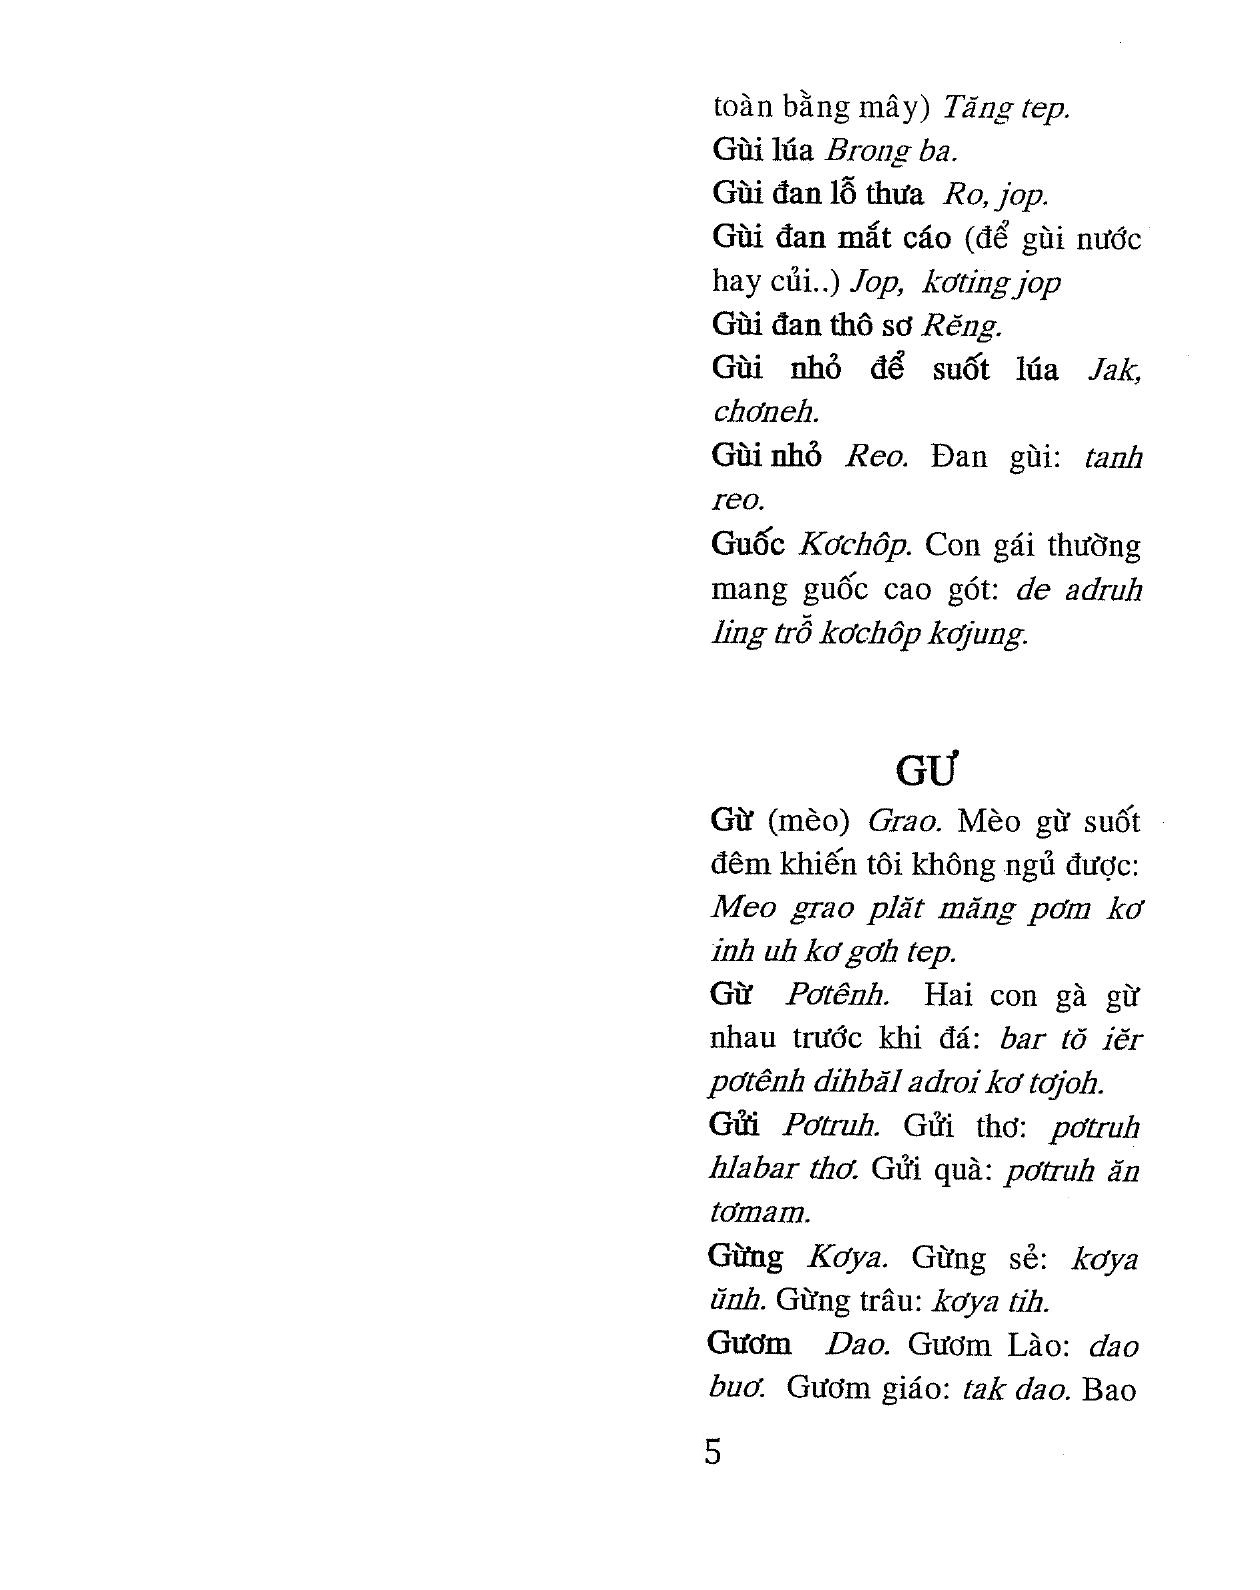 toàn bằng mây) Tăng tep.
Gùi lúa Brong ba.
Gùi đan lỗ thưa Ro, jop.
Gùi đan mắt cáo (để gùi nước
hay củi..) Jop, kơting jop
Gùi đan thô sơ Rĕng.
Gùi nhỏ để suốt lúa Jak,
chơneh.
Gùi nhỏ Reo. Đan gùi: tanh
reo.
Guốc Kơchôp. Con gái thường
mang guốc cao gót: de adruh
ling trô̆ kơchôp kơjung.
GƯ
Gừ (mèo) Grao. Mèo gừ suốt
đêm khiến tôi không ngủ được:
Meo grao plăt măng pơm kơ
inh uh kơ gơh tep.
Gừ Pơtênh. Hai con gà gừ
nhau trước khi đá: bar tŏ iĕr
pơtênh dihbăl adroi kơ tơjoh.
Gửi Pơtruh. Gửi thơ: pơtruh
hlabar thơ. Gửi quà: pơtruh ăn
tơmam.
Gừng Kơya. Gừng sẻ: kơya
ŭnh. Gừng trâu: kơya tih.
Gươm Dao. Gươm Lào: dao
buơ. Gươm giáo: tak dao. Bao
5